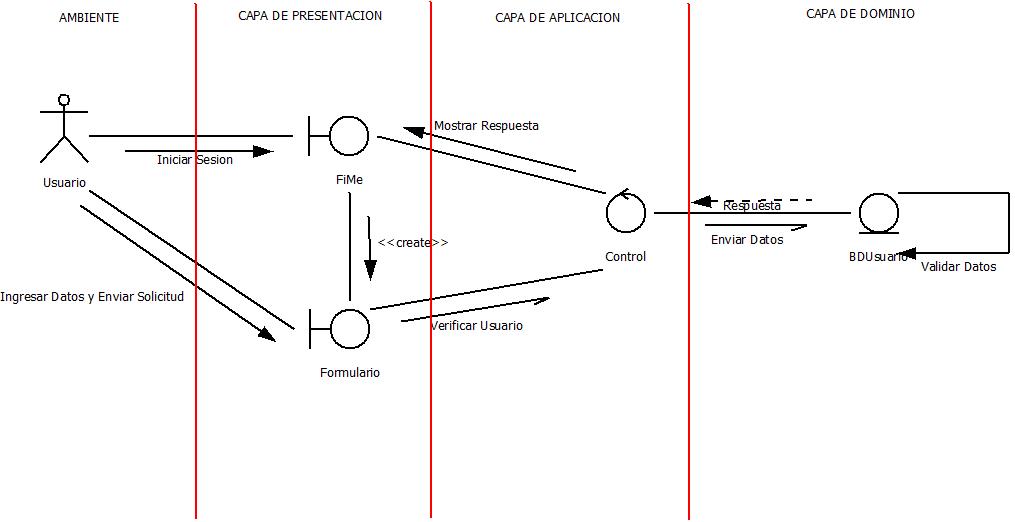 AMBIENTE
CAPA DE PRESENTACION
CAPA DE APLICACION
CAPA DE DOMINIO
Mostrar Respuesta
Iniciar Sesion
Usuario
FiMe
Respuesta
<<create>>
Enviar Datos
Control
BDUsuario
Validar Datos
Ingresar Datos y Enviar Solicitud
Verificar Usuario
Formulario